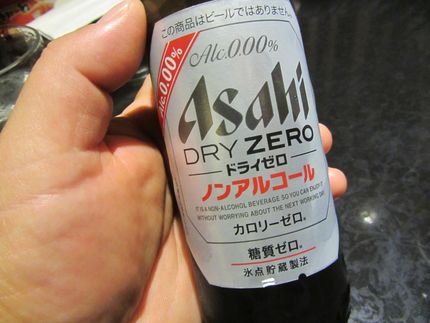 この商品はビールではありません。
Alc.0.00%
Alc.0.00%
Asahi
DRY ZERO
ドライゼロ
ノンアルコール
IT IS A NON-ALCOHOL BEVERAGE SO YOU CAN ENJOY IT
WITHOUT WORRYING ABOUT THE NEXT WORKING DAY
カロリーゼロ。
糖質ゼロ。
氷点貯蔵製法